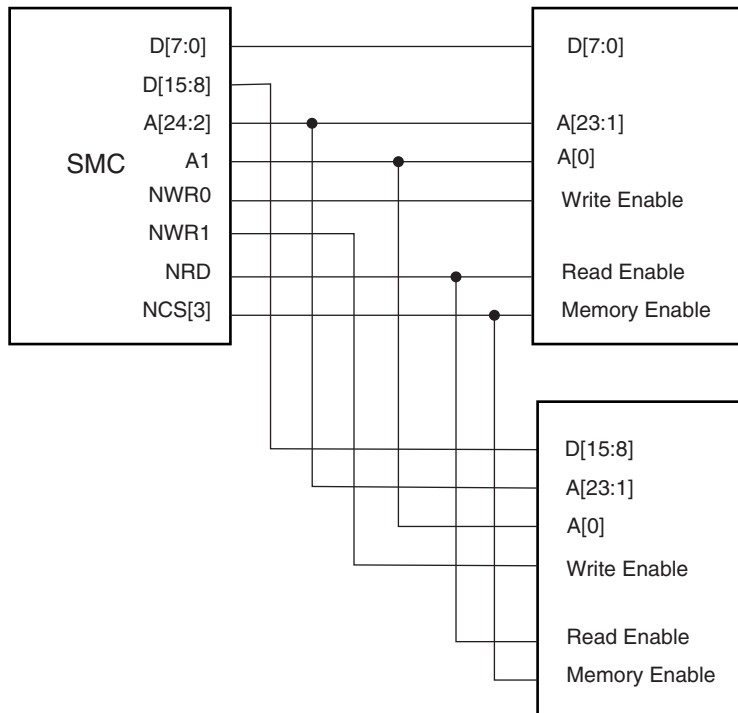 D[7:0]
D[15:8]
A[24:2]
SMC
A1
NWR0
NWR1
NRD
NCS[3]
D[7:0]
A[23:1]
A[0]
Write Enable
Read Enable
Memory Enable
D[15:8]
A[23:1]
A[0]
Write Enable
Read Enable
Memory Enable